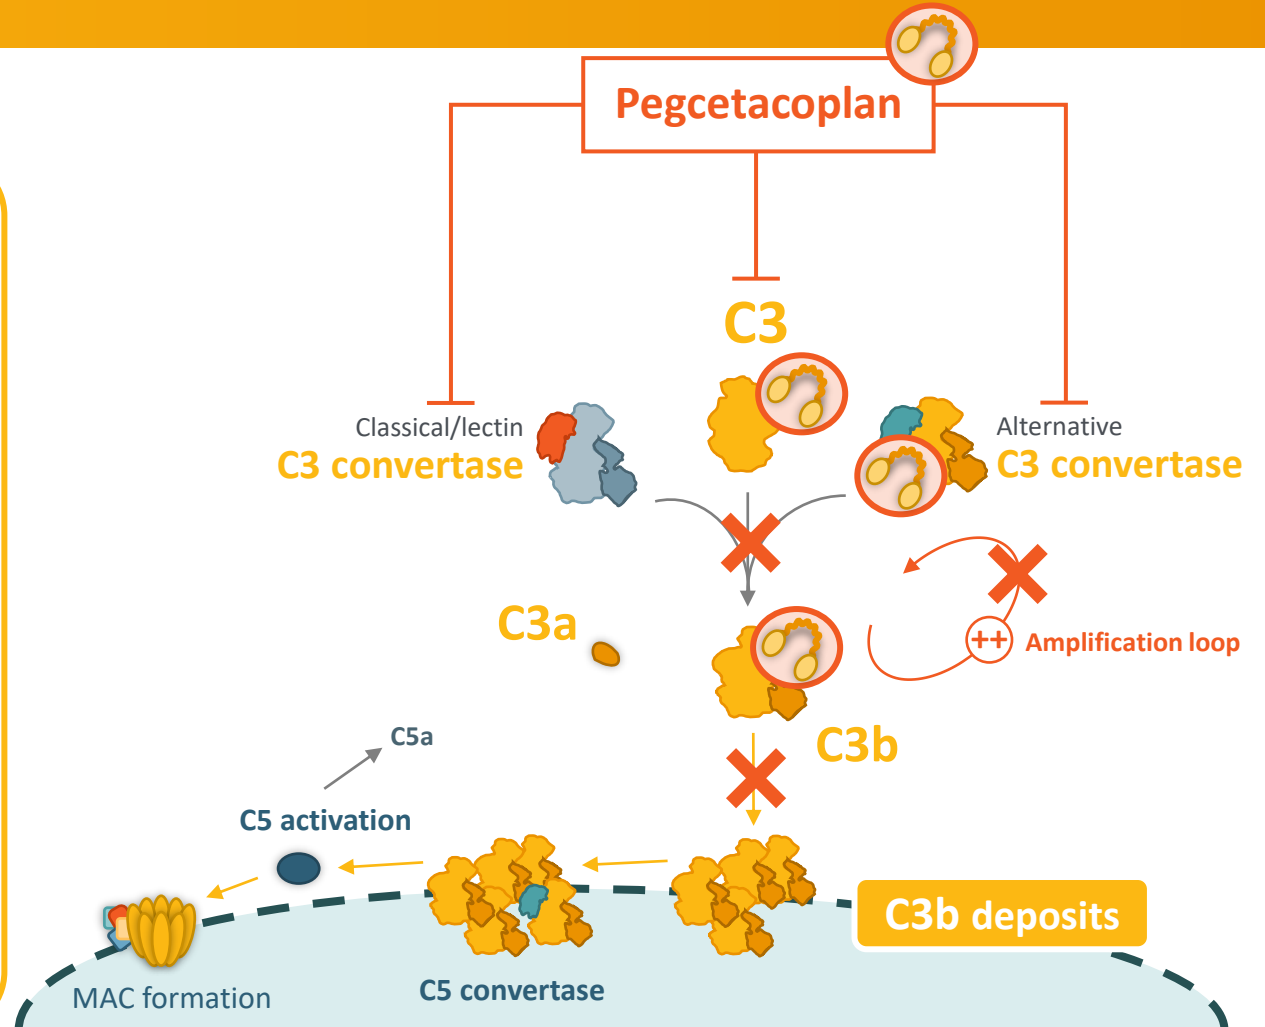 Pegcetacoplan
C3
Classical/lectin
C3 convertase
Alternative
C3 convertase
C3a
++ Amplification loop
C3b
C5a
C5 activation
C3b deposits
C5 convertase
MAC formation